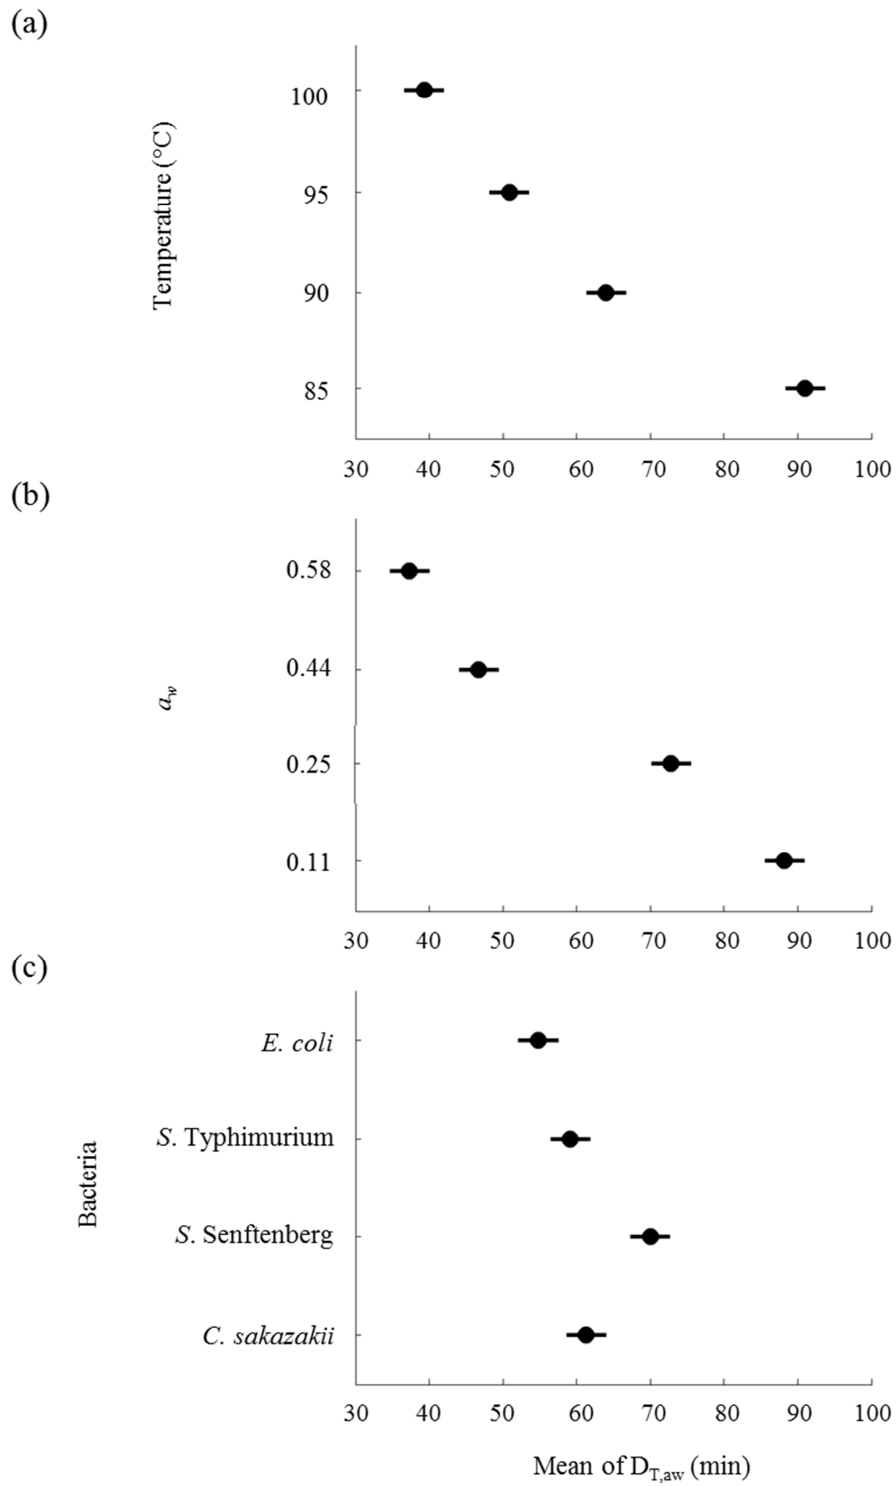 (a)
Temperature (°C)
100
95
90
85
30 40 50 60 70 80 90 100
(b)
a_w
0.58
0.44
0.25
0.11
30 40 50 60 70 80 90 100
(c)
Bacteria
E. coli
S. Typhimurium
S. Senftenberg
C. sakazakii
30 40 50 60 70 80 90 100
Mean of D_T,aw (min)